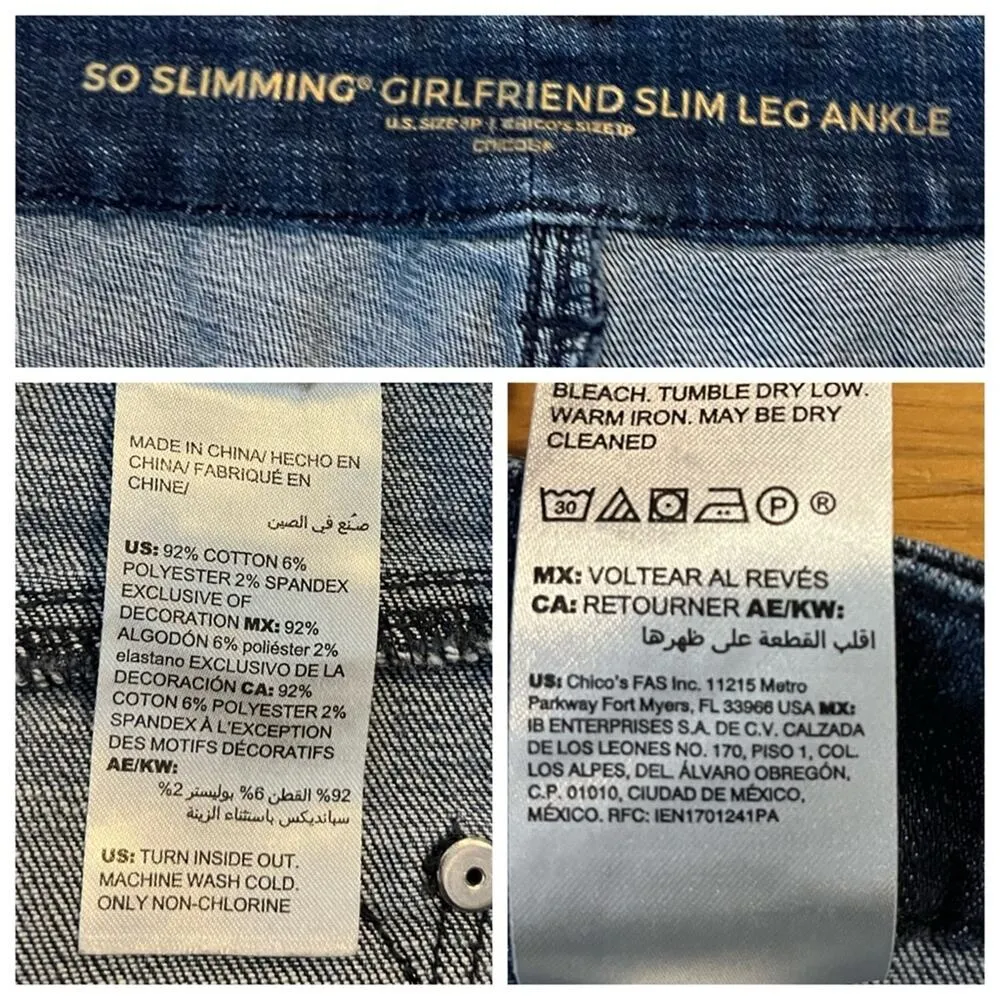 SO SLIMMING® GIRLFRIEND SLIM LEG ANKLE
U.S. SIZE | CHICO'S SIZE 1P
MADE IN CHINA/ HECHO EN
CHINA/ FABRIQUÉ EN
CHINE/
صُنع في الصين
US: 92% COTTON 6%
POLYESTER 2% SPANDEX
EXCLUSIVE OF
DECORATION MX: 92%
ALGODÓN 6% poliéster 2%
elastano EXCLUSIVO DE LA
DECORACIÓN CA: 92%
COTON 6% POLYESTER 2%
SPANDEX À L'EXCEPTION
DES MOTIFS DÉCORATIFS
AE/KW:
92% القطن 6% بوليستر 2%
سبانديكس باستثناء الزينة
US: TURN INSIDE OUT.
MACHINE WASH COLD.
ONLY NON-CHLORINE
BLEACH. TUMBLE DRY LOW.
WARM IRON. MAY BE DRY
CLEANED
30 P ®
MX: VOLTEAR AL REVÉS
CA: RETOURNER AE/KW:
اقلب القطعة على ظهرها
US: Chico's FAS Inc. 11215 Metro
Parkway Fort Myers, FL 33966 USA MX:
IB ENTERPRISES S.A. DE C.V. CALZADA
DE LOS LEONES NO. 170, PISO 1, COL.
LOS ALPES, DEL. ÁLVARO OBREGÓN,
C.P. 01010, CIUDAD DE MÉXICO,
MÉXICO. RFC: IEN1701241PA